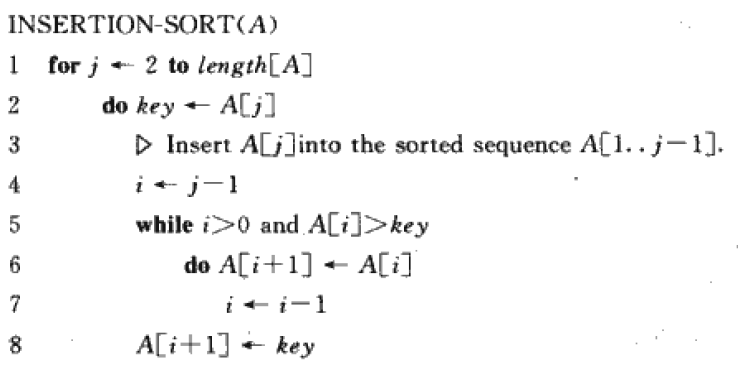 INSERTION-SORT(A)
1 for j ← 2 to length[A]
2 do key ← A[j]
3 ▷ Insert A[j]into the sorted sequence A[1..j−1].
4 i ← j−1
5 while i>0 and A[i]>key
6 do A[i+1] ← A[i]
7 i ← i−1
8 A[i+1] ← key